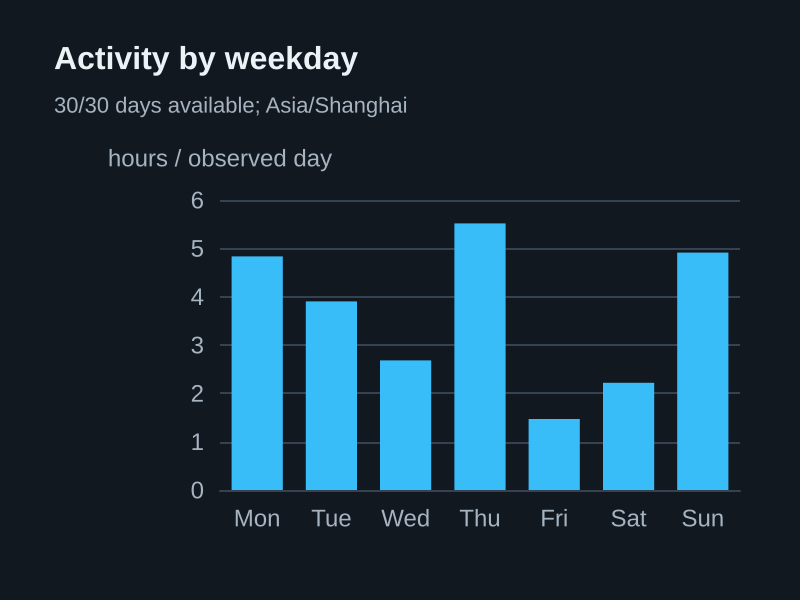 Activity by weekday
30/30 days available; Asia/Shanghai
hours / observed day
6
5
4
3
2
1
0
Mon Tue Wed Thu Fri Sat Sun